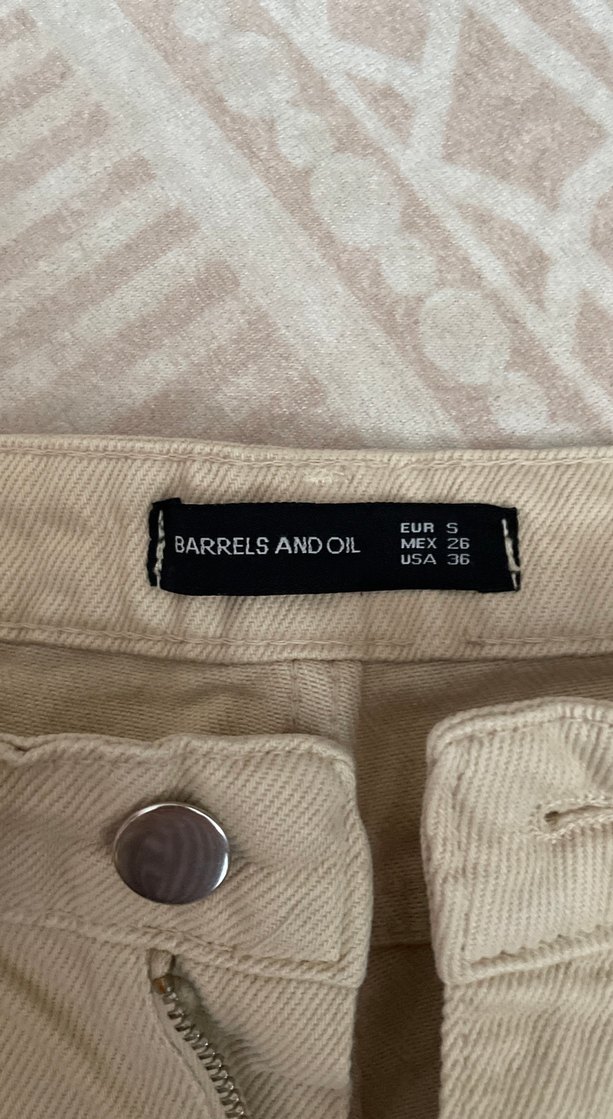 BARRELS AND OIL
EUR S
MEX 26
USA 36